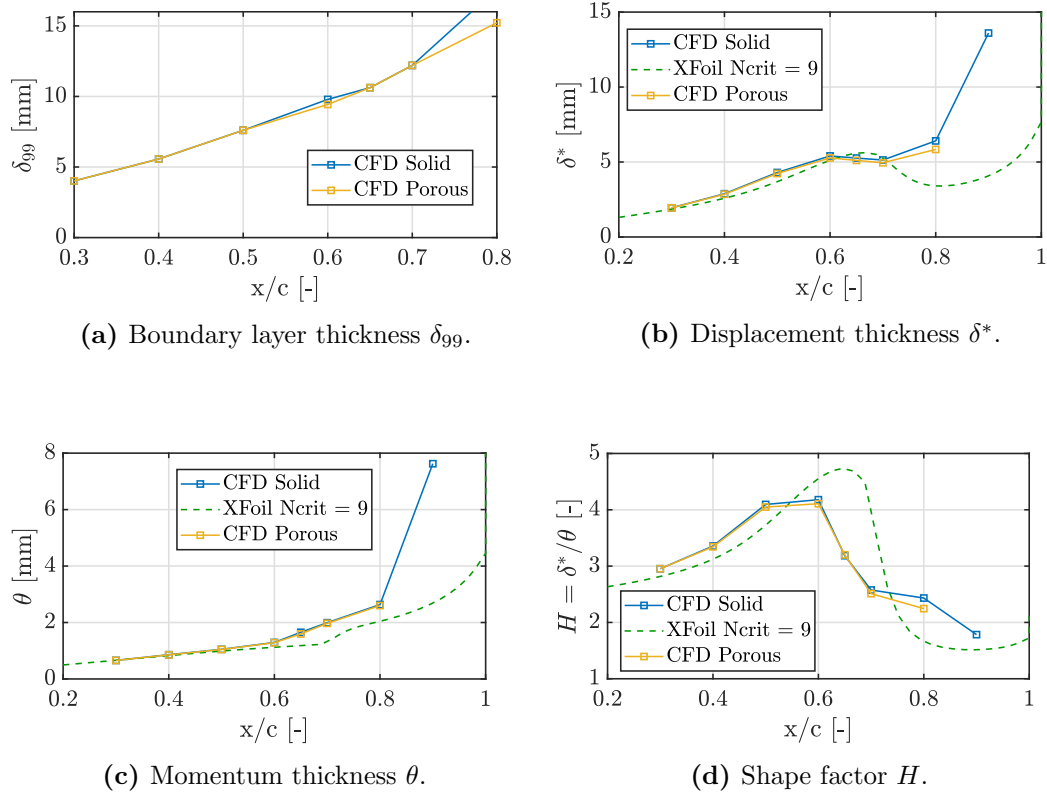 15
10
5
0
δ99 [mm]
0.3 0.4 0.5 0.6 0.7 0.8
x/c [-]
CFD Solid
CFD Porous
(a) Boundary layer thickness δ99.
15
10
5
0
δ* [mm]
0.2 0.4 0.6 0.8 1
x/c [-]
CFD Solid
XFoil Ncrit = 9
CFD Porous
(b) Displacement thickness δ*.
8
6
4
2
0
θ [mm]
0.2 0.4 0.6 0.8 1
x/c [-]
CFD Solid
XFoil Ncrit = 9
CFD Porous
(c) Momentum thickness θ.
5
4
3
2
1
H = δ*/θ [-]
0.2 0.4 0.6 0.8 1
x/c [-]
CFD Solid
XFoil Ncrit = 9
CFD Porous
(d) Shape factor H.